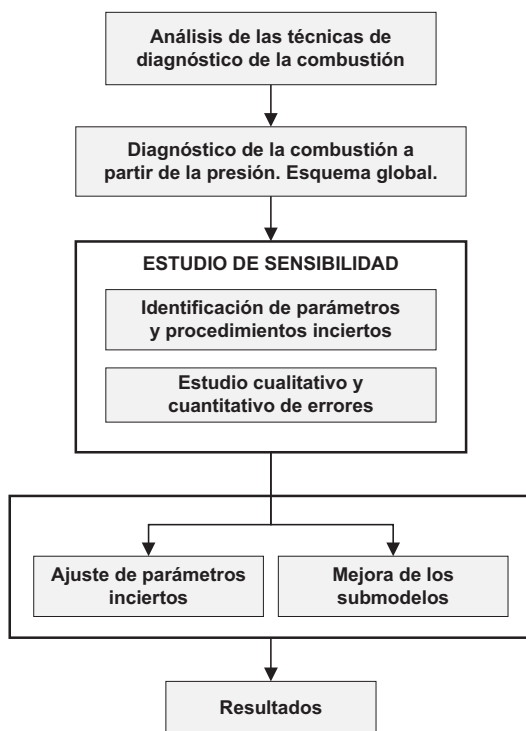 Análisis de las técnicas de
diagnóstico de la combustión
Diagnóstico de la combustión a
partir de la presión. Esquema global.
ESTUDIO DE SENSIBILIDAD
Identificación de parámetros
y procedimientos inciertos
Estudio cualitativo y
cuantitativo de errores
Ajuste de parámetros
inciertos
Mejora de los
submodelos
Resultados